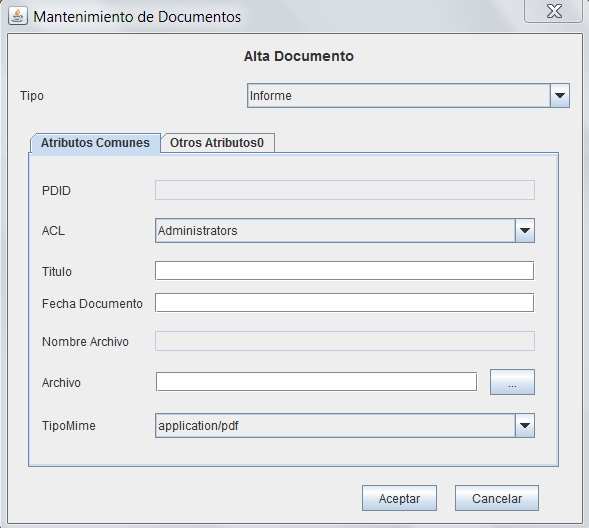 Mantenimiento de Documentos
Alta Documento
Tipo Informe
Atributos Comunes Otros Atributos0
PDID
ACL Administrators
Titulo
Fecha Documento
Nombre Archivo
Archivo ...
TipoMime application/pdf
Aceptar Cancelar